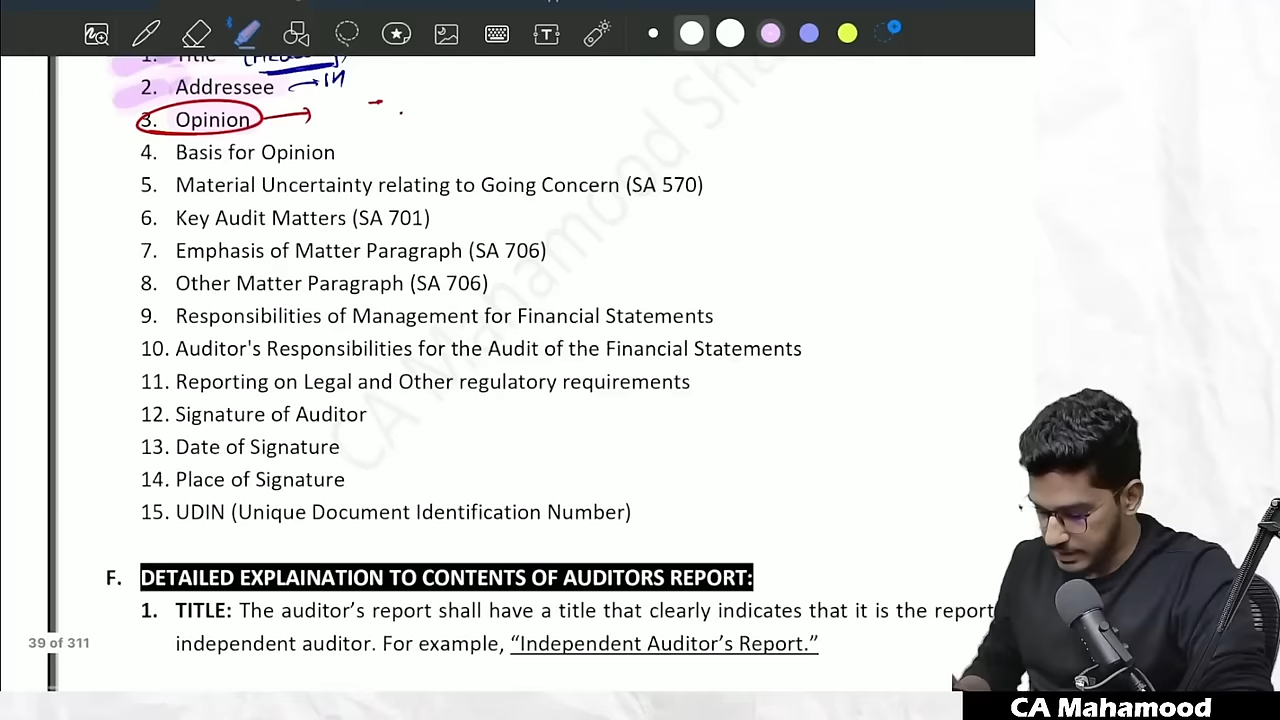 1. Title
2. Addressee
3. Opinion
4. Basis for Opinion
5. Material Uncertainty relating to Going Concern (SA 570)
6. Key Audit Matters (SA 701)
7. Emphasis of Matter Paragraph (SA 706)
8. Other Matter Paragraph (SA 706)
9. Responsibilities of Management for Financial Statements
10. Auditor's Responsibilities for the Audit of the Financial Statements
11. Reporting on Legal and Other regulatory requirements
12. Signature of Auditor
13. Date of Signature
14. Place of Signature
15. UDIN (Unique Document Identification Number)
F. DETAILED EXPLAINATION TO CONTENTS OF AUDITORS REPORT:
1. TITLE: The auditor's report shall have a title that clearly indicates that it is the report
independent auditor. For example, "Independent Auditor's Report."
39 of 311
CA Mahamood
CA Mahamood